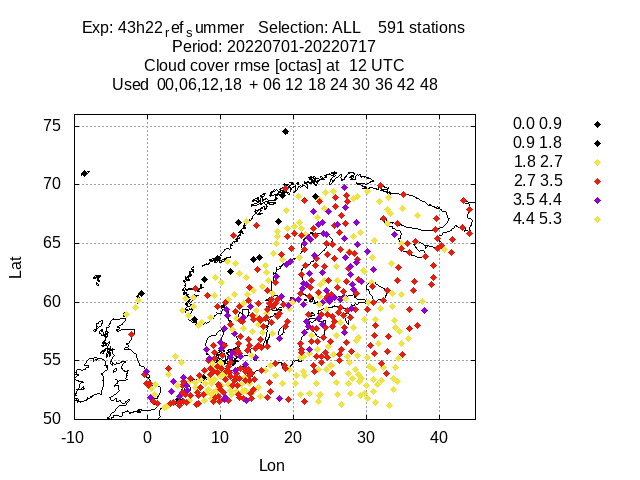 Exp: 43h22ref summer Selection: ALL 591 stations
Period: 20220701-20220717
Cloud cover rmse [octas] at 12 UTC
Used 00,06,12,18 + 06 12 18 24 30 36 42 48
75
70
65
60
55
50
Lat
-10 0 10 20 30 40
Lon
0.0 0.9
0.9 1.8
1.8 2.7
2.7 3.5
3.5 4.4
4.4 5.3